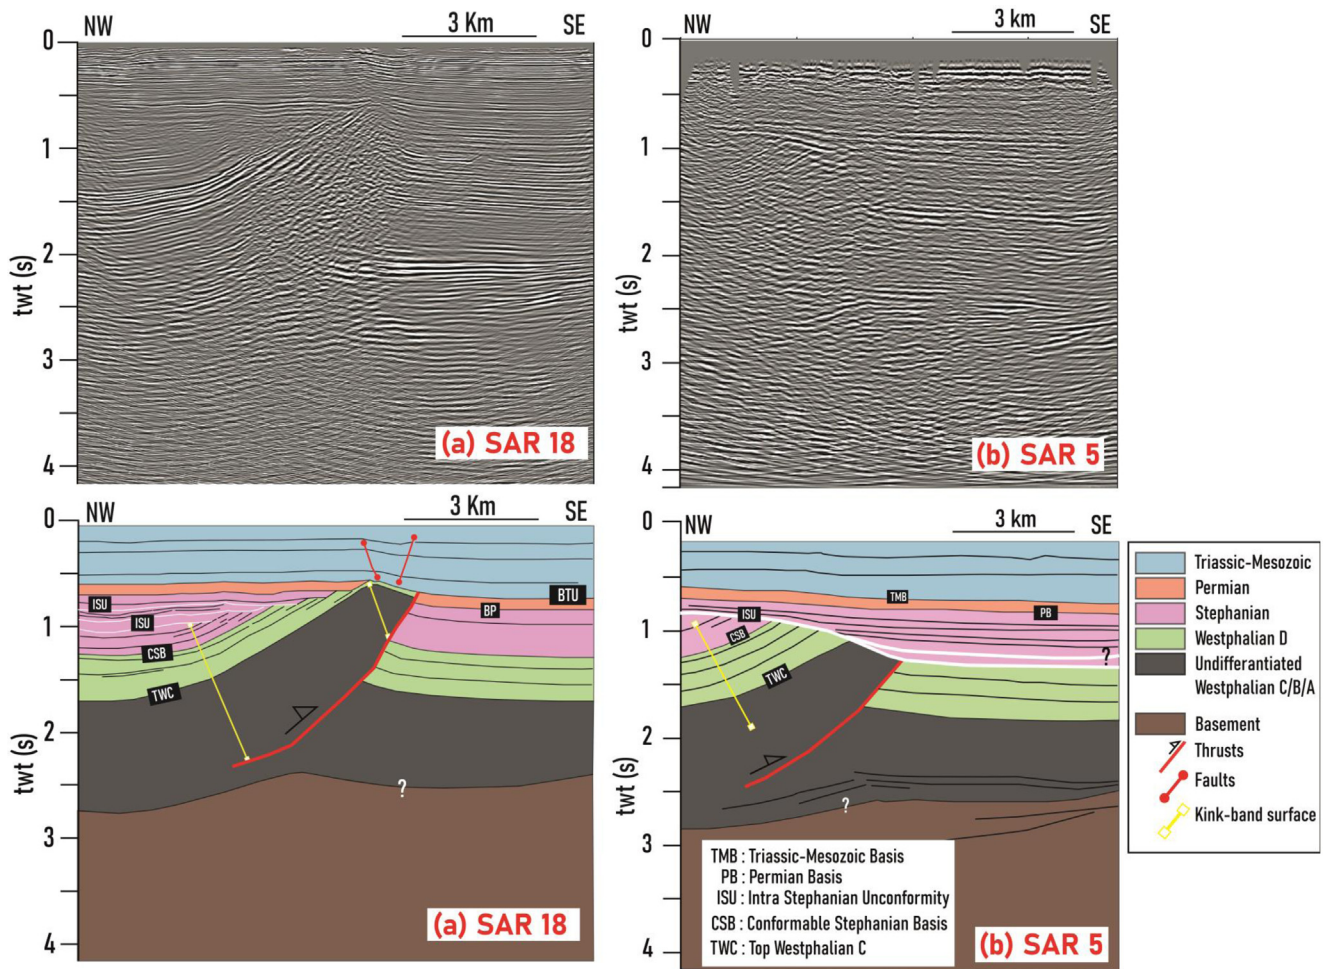 NW
3 Km
SE
0
1
2
3
4
twt (s)
(a) SAR 18
NW
3 km
SE
0
1
2
3
4
twt (s)
(b) SAR 5
NW
3 Km
SE
0
1
2
3
4
twt (s)
ISU
ISU
CSB
TWC
BP
BTU
?
(a) SAR 18
NW
3 km
SE
0
1
2
3
4
twt (s)
TMB
PB
ISU
CSB
TWC
?
?
TMB : Triassic-Mesozoic Basis
PB : Permian Basis
ISU : Intra Stephanian Unconformity
CSB : Conformable Stephanian Basis
TWC : Top Westphalian C
(b) SAR 5
Triassic-Mesozoic
Permian
Stephanian
Westphalian D
Undifferantiated
Westphalian C/B/A
Basement
Thrusts
Faults
Kink-band surface